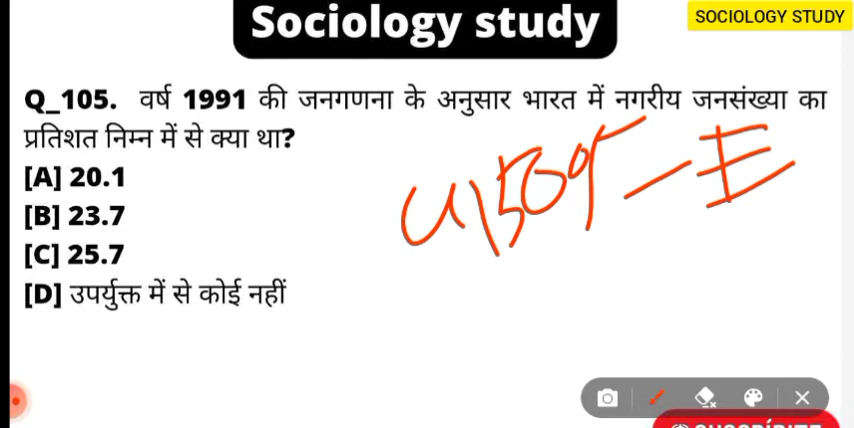 Sociology study
SOCIOLOGY STUDY
Q_105. वर्ष 1991 की जनगणना के अनुसार भारत में नगरीय जनसंख्या का
प्रतिशत निम्न में से क्या था?
[A] 20.1
[B] 23.7
[C] 25.7
[D] उपर्युक्त में से कोई नहीं